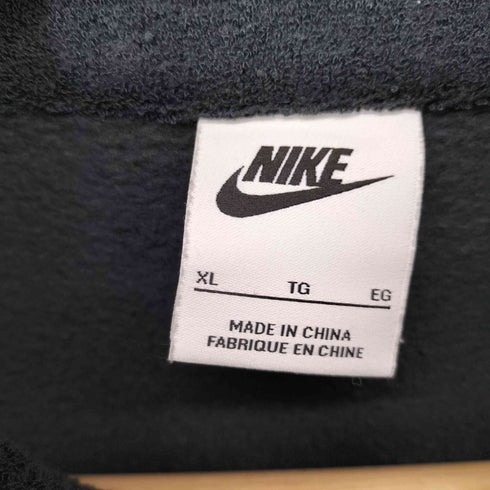 NIKE
XL TG EG
MADE IN CHINA
FABRIQUE EN CHINE